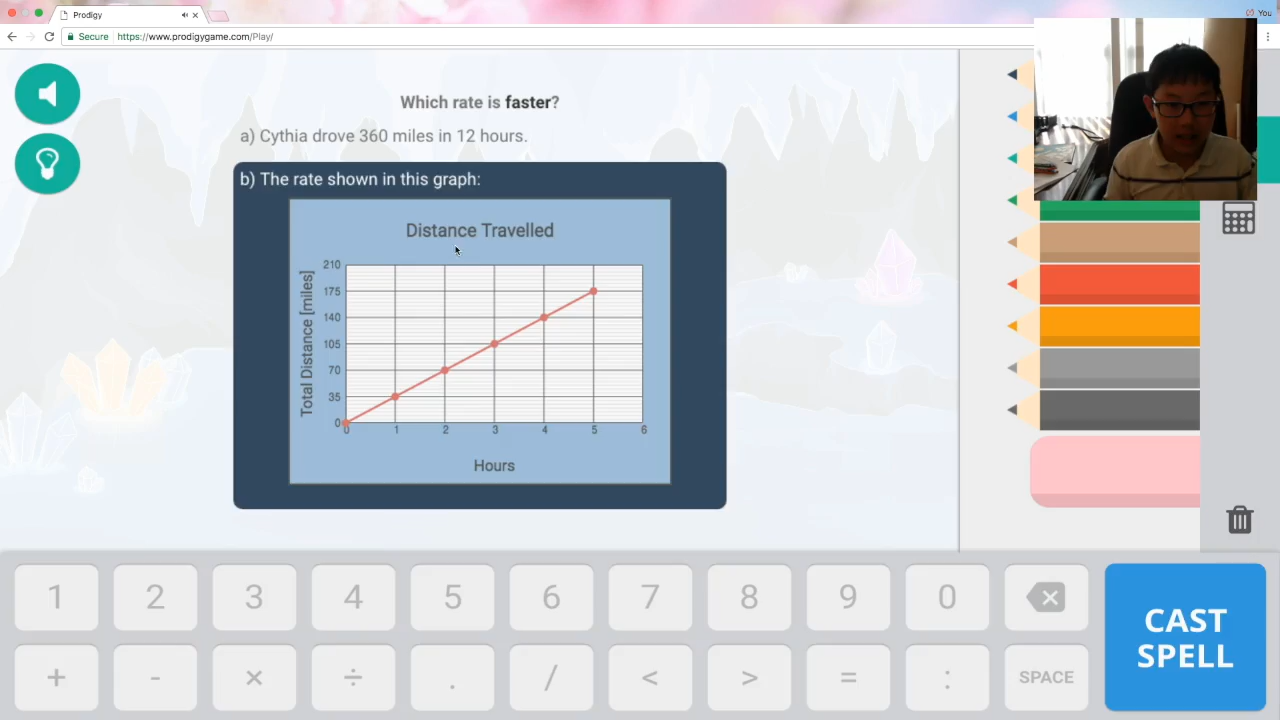 Prodigy
You
Secure
https://www.prodigygame.com/Play/
Which rate is faster?
a) Cythia drove 360 miles in 12 hours.
b) The rate shown in this graph:
Distance Travelled
Total Distance [miles]
210
175
140
105
70
35
0
0 1 2 3 4 5 6
Hours
1 2 3 4 5 6 7 8 9 0
+ - × ÷ . / < > = : SPACE
CAST
SPELL